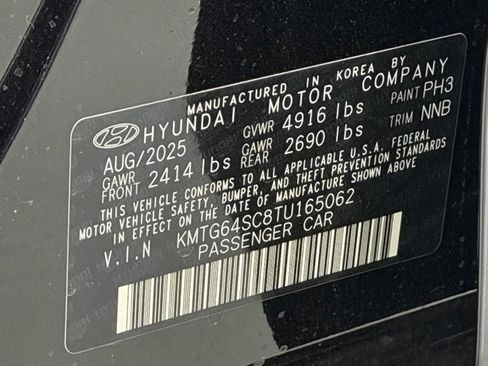 MANUFACTURED IN KOREA BY
HYUNDAI MOTOR COMPANY
AUG/2025 GVWR 4916 lbs PAINT PH3
GAWR FRONT 2414 lbs GAWR REAR 2690 lbs TRIM NNB
THIS VEHICLE CONFORMS TO ALL APPLICABLE U.S.A. FEDERAL
MOTOR VEHICLE SAFETY, BUMPER, AND THEFT PREVENTION STANDARDS
IN EFFECT ON THE DATE OF MANUFACTURE SHOWN ABOVE.
V.I.N KMTG64SC8TU165062
PASSENGER CAR